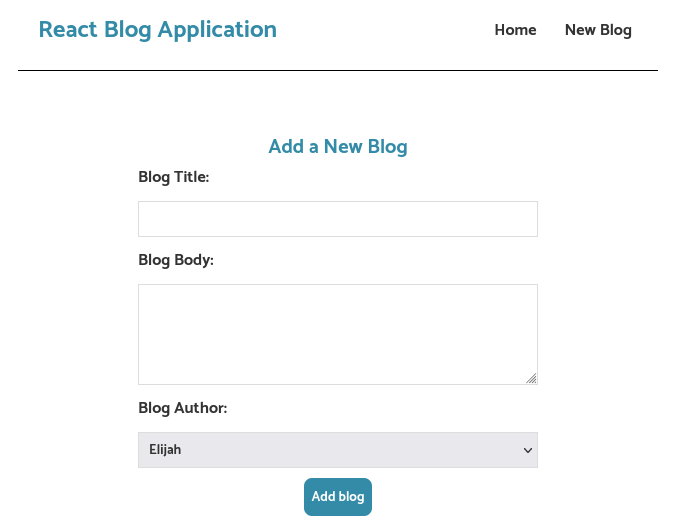 React Blog Application
Home New Blog
Add a New Blog
Blog Title:
Blog Body:
Blog Author:
Elijah
Add blog